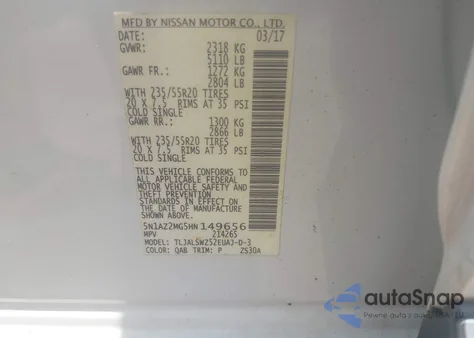 MFD BY NISSAN MOTOR CO., LTD.
DATE: 03/17
GVWR: 2318 KG
5110 LB
GAWR FR.: 1272 KG
2804 LB
WITH 235/55R20 TIRES
20 X 7.5 RIMS AT 35 PSI
COLD SINGLE
GAWR RR.: 1300 KG
2866 LB
WITH 235/55R20 TIRES
20 X 7.5 RIMS AT 35 PSI
COLD SINGLE
THIS VEHICLE CONFORMS TO
ALL APPLICABLE FEDERAL
MOTOR VEHICLE SAFETY AND
THEFT PREVENTION
STANDARDS IN EFFECT ON
THE DATE OF MANUFACTURE
SHOWN ABOVE.
5N1AZ2MG5HN149656
MPV 214265
MODEL: TLJALSWZ52EUAJ-D-3
COLOR: QAB TRIM: P ZS30A
autoSnap
Pewne auto z USA